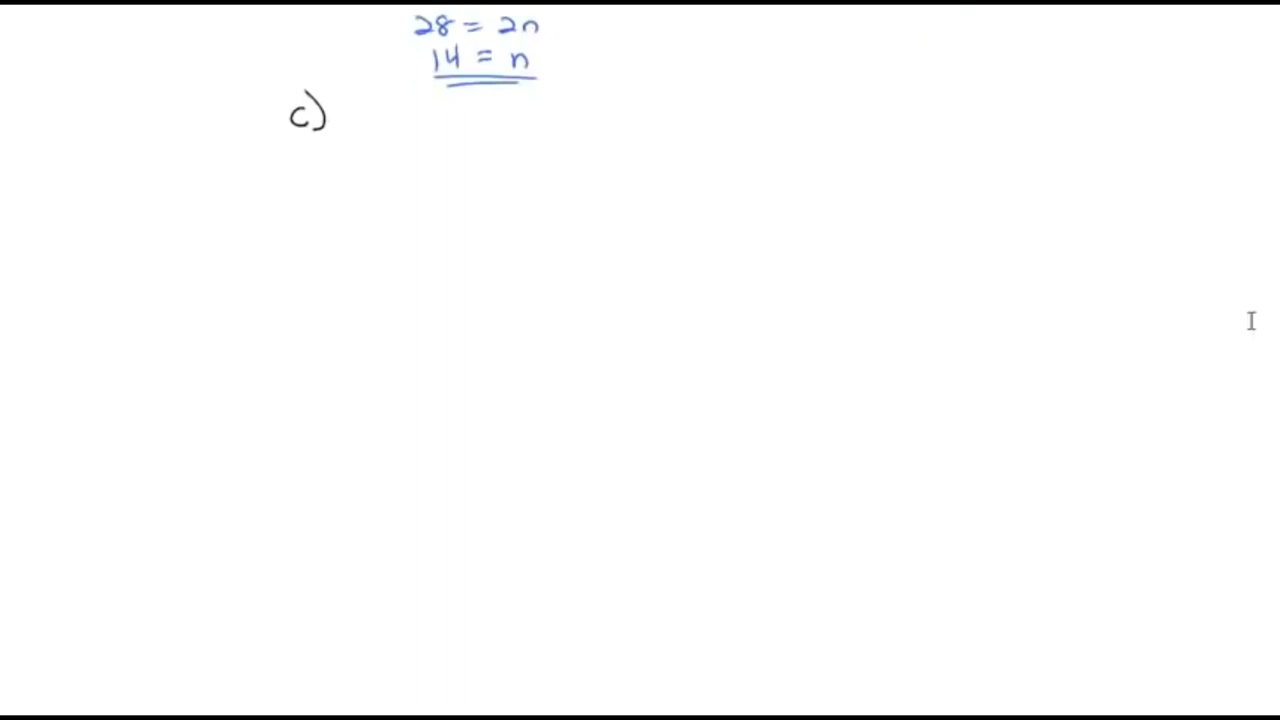 28 = 2n
14 = n
c)